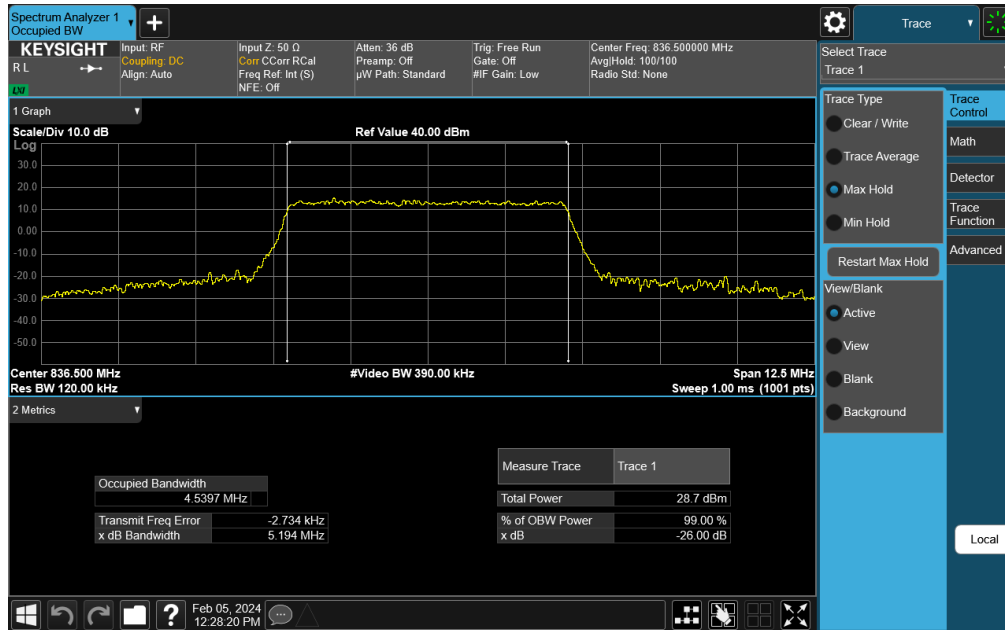 Spectrum Analyzer 1
Occupied BW
Trace
KEYSIGHT
R L
LXI
Input: RF
Coupling: DC
Align: Auto
Input Z: 50 Ω
Corr CCorr RCal
Freq Ref: Int (S)
NFE: Off
Atten: 36 dB
Preamp: Off
µW Path: Standard
Trig: Free Run
Gate: Off
#IF Gain: Low
Center Freq: 836.500000 MHz
Avg|Hold: 100/100
Radio Std: None
Select Trace
Trace 1
1 Graph
Scale/Div 10.0 dB
Ref Value 40.00 dBm
Log
30.0
20.0
10.0
0.00
-10.0
-20.0
-30.0
-40.0
-50.0
Center 836.500 MHz
#Video BW 390.00 kHz
Span 12.5 MHz
Res BW 120.00 kHz
Sweep 1.00 ms (1001 pts)
Trace Type
Clear / Write
Trace Average
Max Hold
Min Hold
Restart Max Hold
View/Blank
Active
View
Blank
Background
Trace
Control
Math
Detector
Trace
Function
Advanced
Local
2 Metrics
Measure Trace Trace 1
Occupied Bandwidth
4.5397 MHz
Total Power 28.7 dBm
Transmit Freq Error -2.734 kHz
% of OBW Power 99.00 %
x dB Bandwidth 5.194 MHz
x dB -26.00 dB
?
Feb 05, 2024
12:28:20 PM